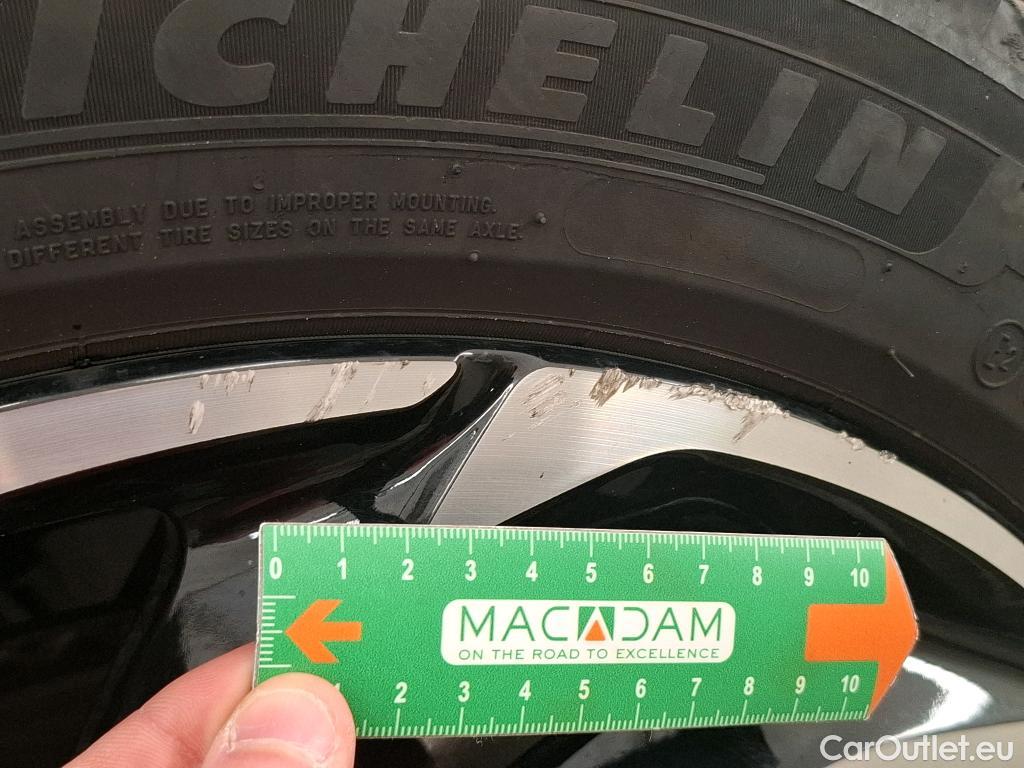 MICHELIN
ASSEMBLY DUE TO IMPROPER MOUNTING.
DIFFERENT TIRE SIZES ON THE SAME AXLE.
0 1 2 3 4 5 6 7 8 9 10
MACADAM
ON THE ROAD TO EXCELLENCE
1 2 3 4 5 6 7 8 9 10
CarOutlet.eu